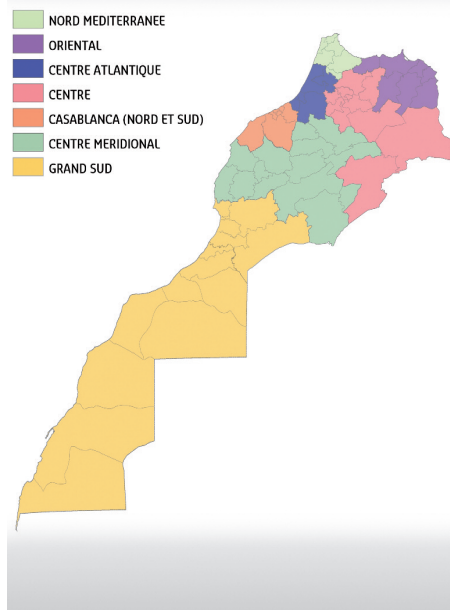 NORD MEDITERRANEE
ORIENTAL
CENTRE ATLANTIQUE
CENTRE
CASABLANCA (NORD ET SUD)
CENTRE MERIDIONAL
GRAND SUD